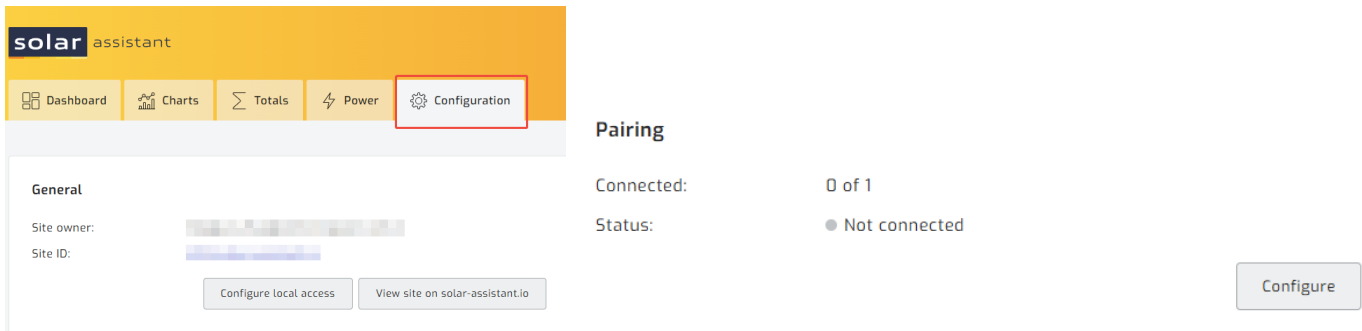 solar assistant
Dashboard Charts Totals Power Configuration
General
Site owner:
Site ID:
Configure local access View site on solar-assistant.io
Pairing
Connected: 0 of 1
Status: Not connected
Configure